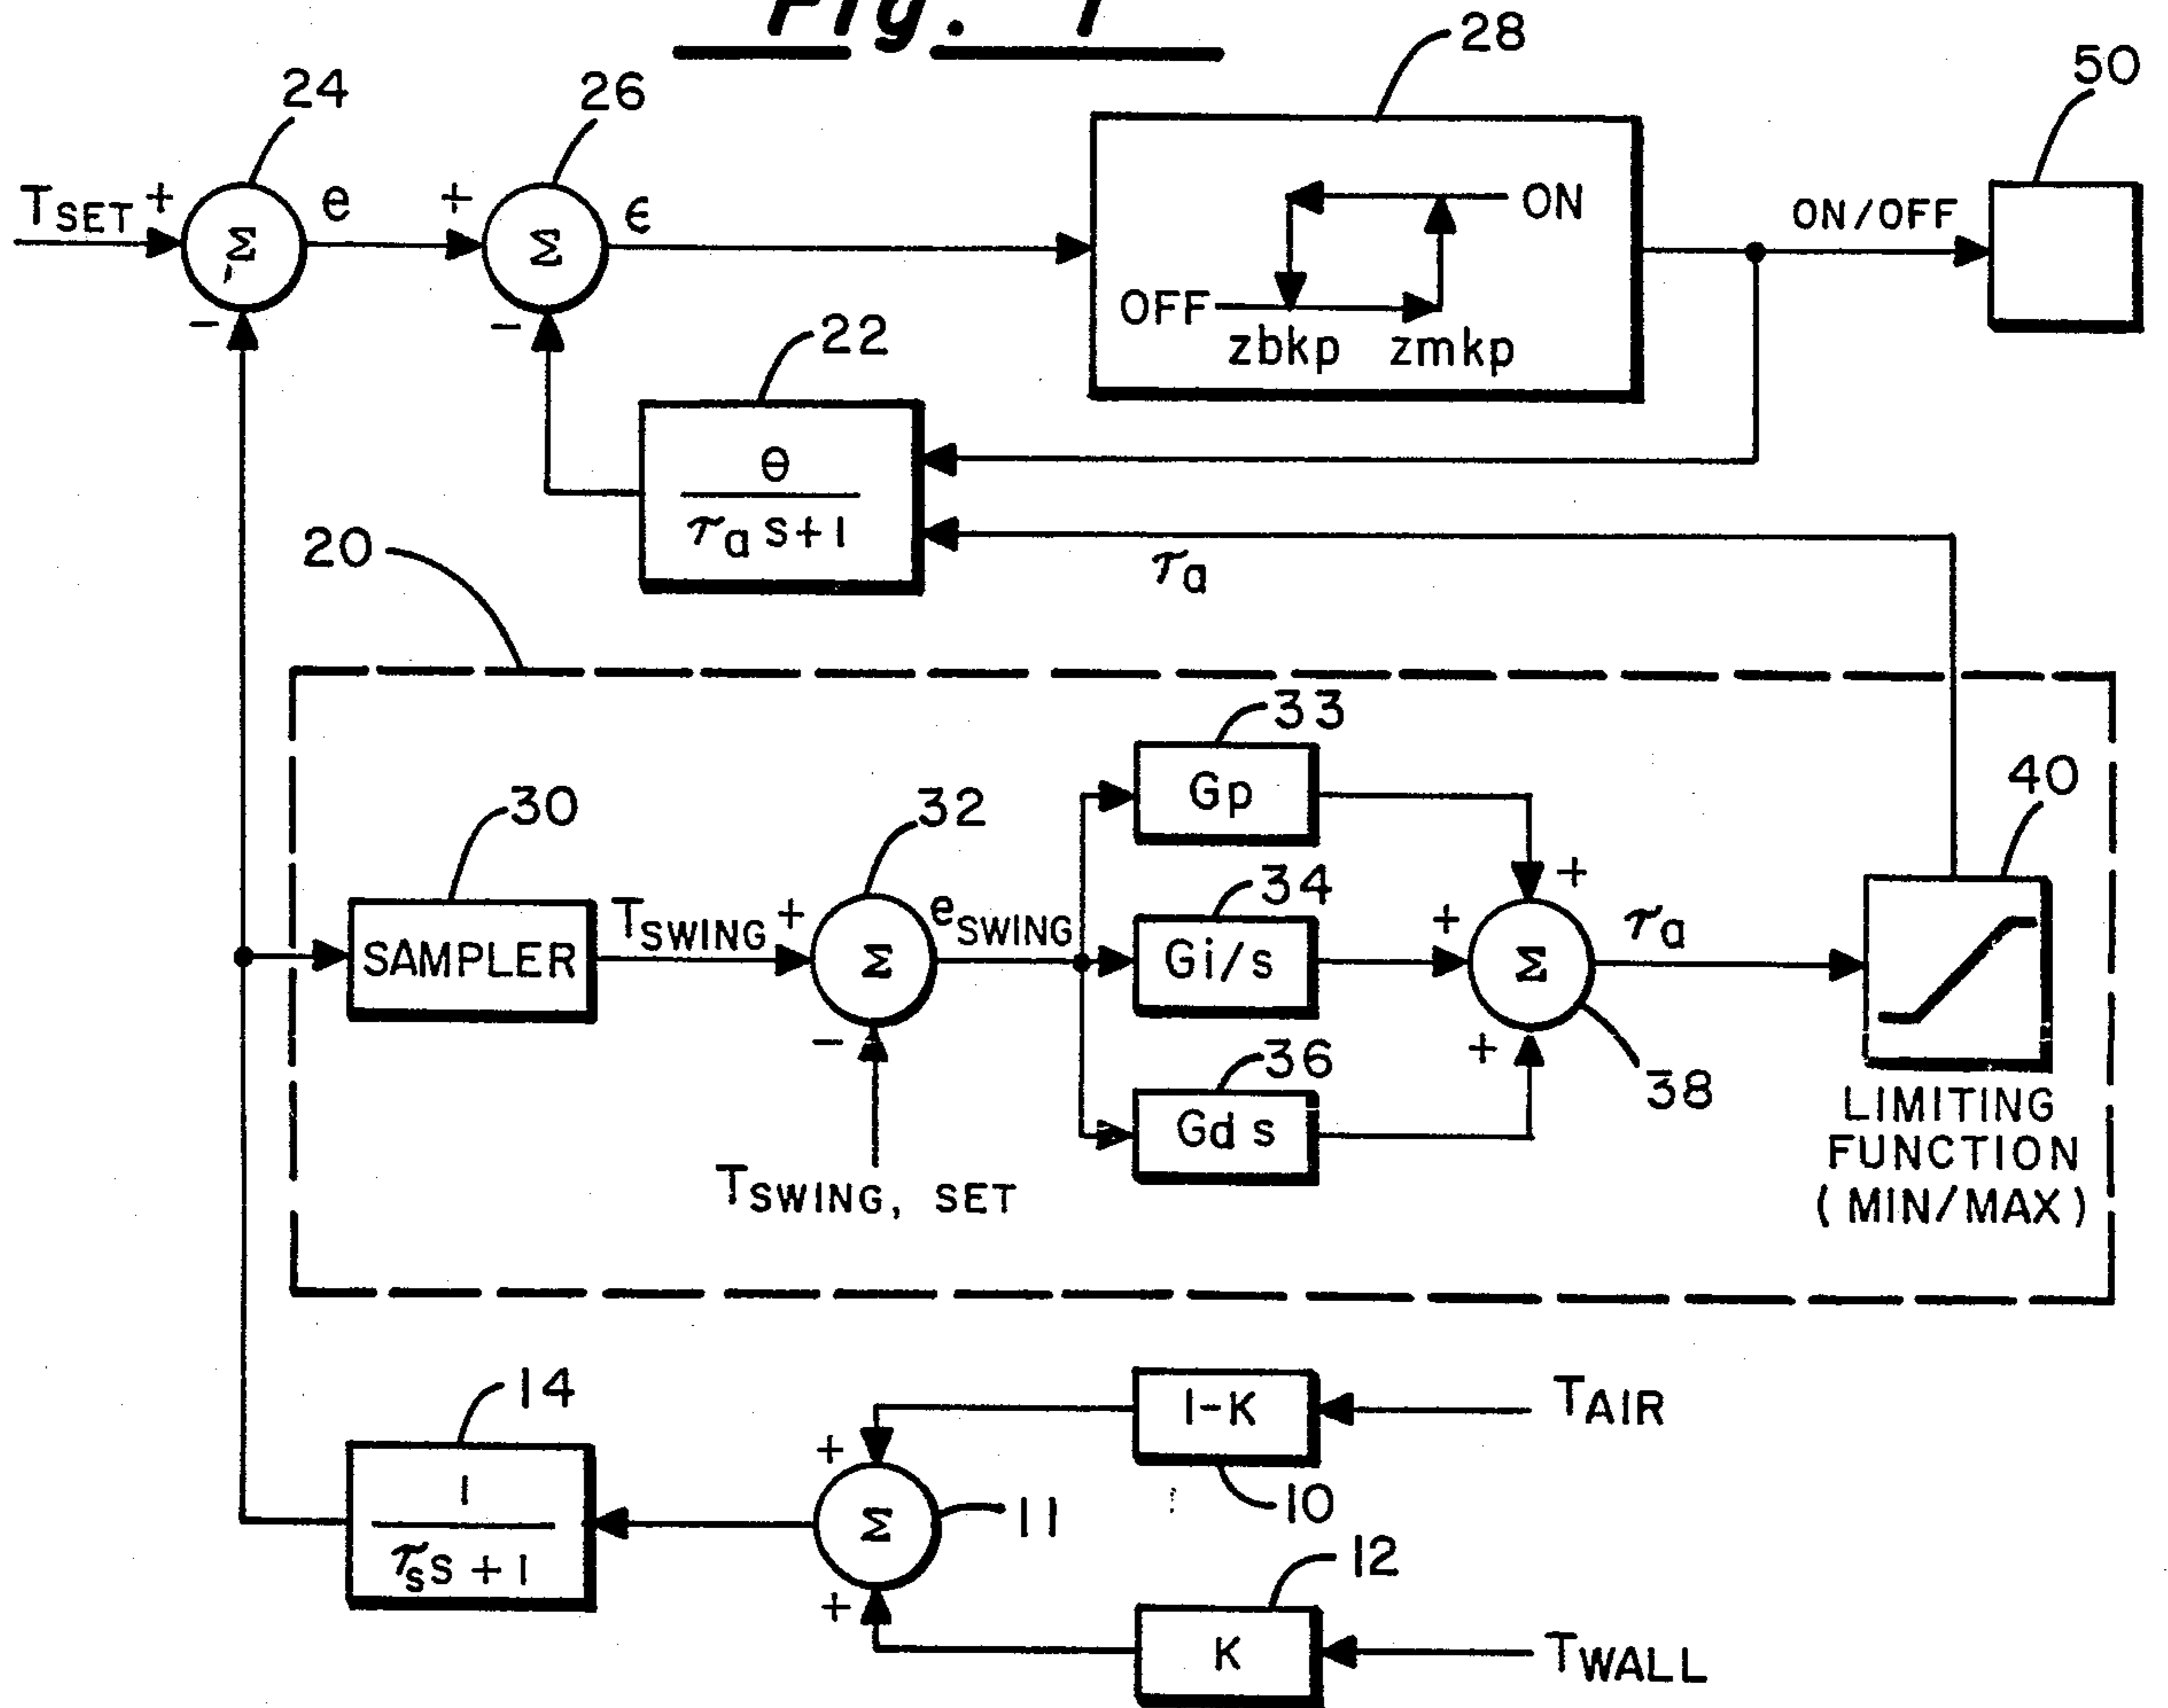 Fig. 1
28
50
24
26
TSET
+
Σ
e
+
Σ
ϵ
-
-
ON
OFF
zbkp zmkp
ON/OFF
22
θ
τa s+1
τa
20
33
Gp
30
SAMPLER
TSWING
+
32
Σ
-
eSWING
TSWING, SET
34
Gi/s
36
Gd s
+
+
+
Σ
38
τa
40
LIMITING
FUNCTION
(MIN/MAX)
14
1
τs s + 1
+
Σ
+
11
1-K
10
TAIR
12
K
TWALL